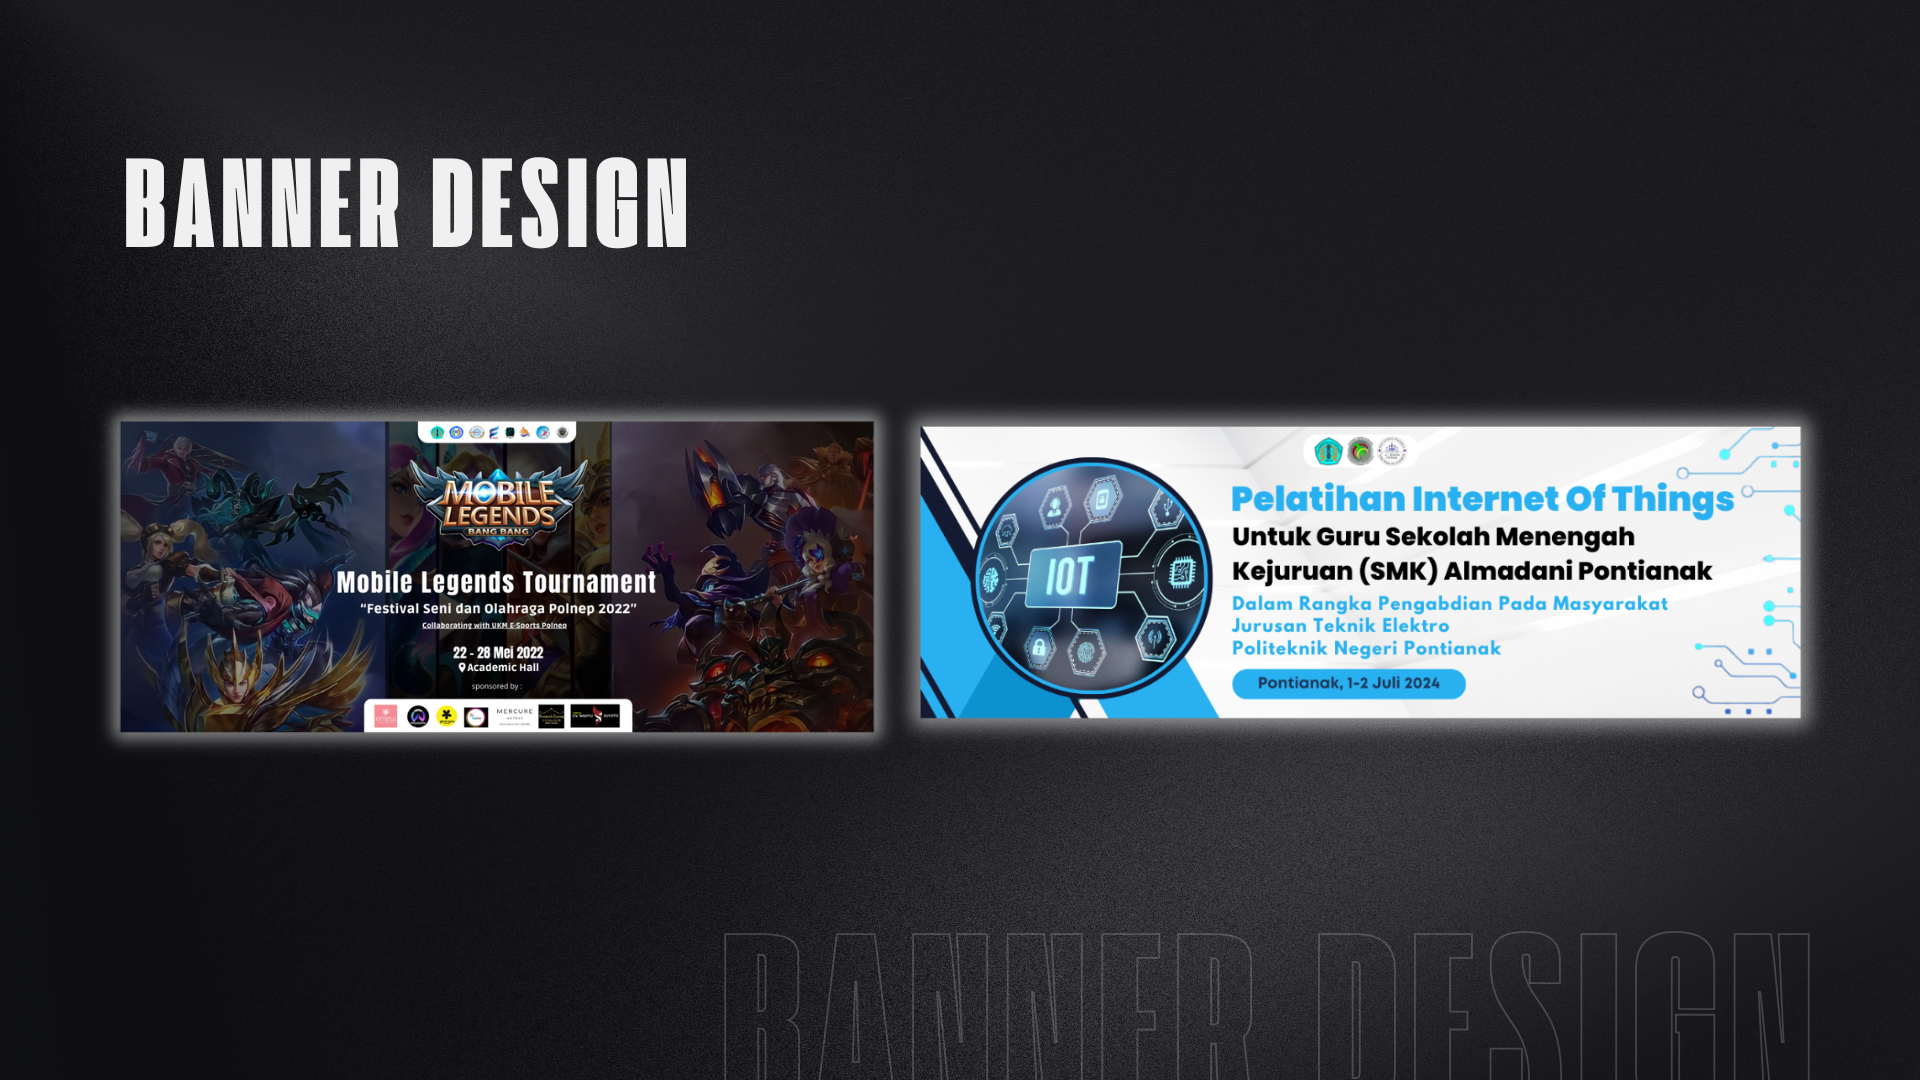 BANNER DESIGN
MOBILE
LEGENDS
BANG BANG
Mobile Legends Tournament
“Festival Seni dan Olahraga Polnep 2022”
Collaborating with UKM E-Sports Polnep
22 - 28 Mei 2022
Academic Hall
sponsored by :
MERCURE
IOT
Pelatihan Internet Of Things
Untuk Guru Sekolah Menengah
Kejuruan (SMK) Almadani Pontianak
Dalam Rangka Pengabdian Pada Masyarakat
Jurusan Teknik Elektro
Politeknik Negeri Pontianak
Pontianak, 1-2 Juli 2024
BANNER DESIGN